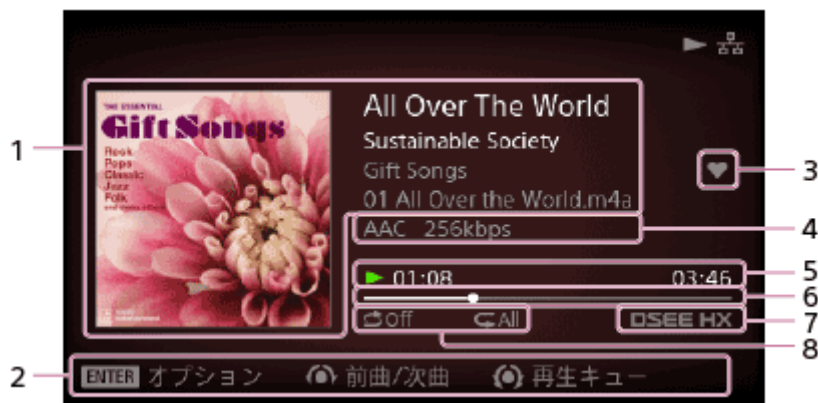 THE ESSENTIAL
Gift Songs
Rock
Pops
Classic
Jazz
Folk
All Over The World
Sustainable Society
Gift Songs
01 All Over the World.m4a
AAC 256kbps
01:08 03:46
Off All DSEE HX
ENTER オプション 前曲/次曲 再生キュー
1
2
3
4
5
6
7
8